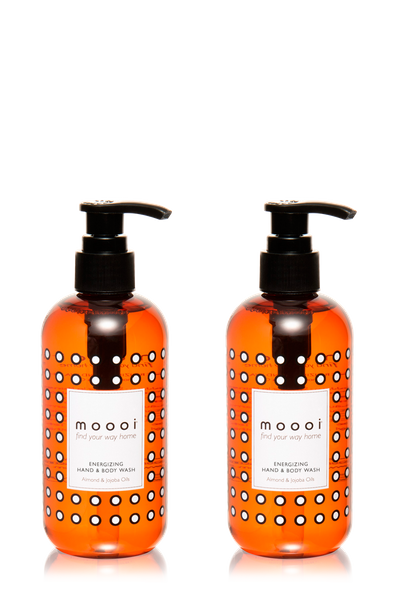 moooi
find your way home
ENERGIZING
HAND & BODY WASH
Almond & Jojoba Oils
moooi
find your way home
ENERGIZING
HAND & BODY WASH
Almond & Jojoba Oils